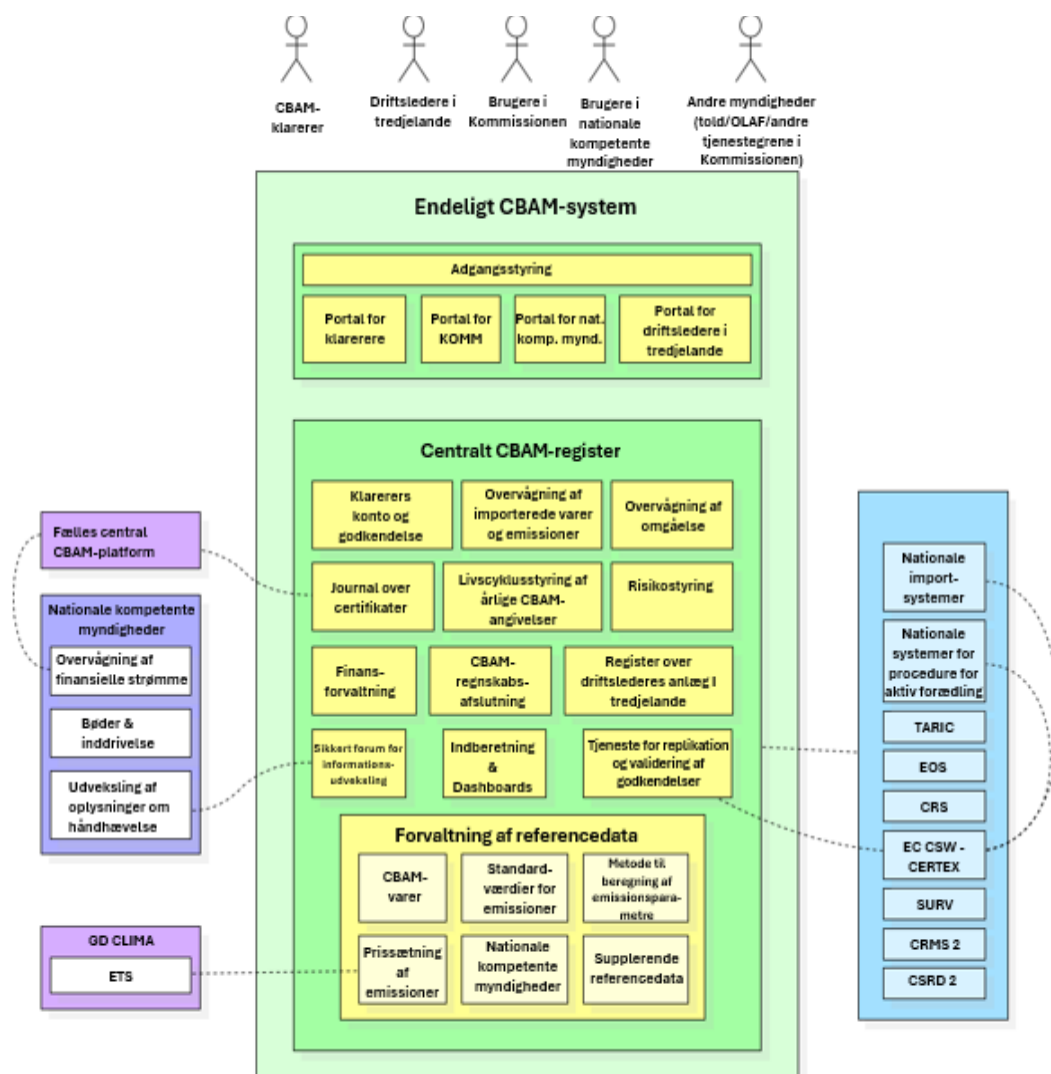 CBAM-
klarerer
Driftsledere i
tredjelande
Brugere i
Kommissionen
Brugere i
nationale
kompetente
myndigheder
Andre myndigheder
(told/OLAF/andre
tjenestegrene i
Kommissionen)
Endeligt CBAM-system
Adgangsstyring
Portal for
klarerere
Portal for
KOMM
Portal for nat.
komp. mynd.
Portal for
driftsledere i
tredjelande
Centralt CBAM-register
Klarerers
konto og
godkendelse
Overvågning af
importerede varer
og emissioner
Overvågning af
omgåelse
Journal over
certifikater
Livscyklusstyring af
årlige CBAM-
angivelser
Risikostyring
Finans-
forvaltning
CBAM-
regnskabs-
afslutning
Register over
driftslederes anlæg I
tredjelande
Sikkert forum for
informations-
udveksling
Indberetning
&
Dashboards
Tjeneste for replikation
og validering af
godkendelser
Forvaltning af referencedata
CBAM-
varer
Standard-
værdier for
emissioner
Metode til
beregning af
emissionspara-
metre
Prissætning
af
emissioner
Nationale
kompetente
myndigheder
Supplerende
referencedata
Fælles central
CBAM-platform
Nationale kompetente
myndigheder
Overvågning af
finansielle strømme
Bøder &
inddrivelse
Udveksling af
oplysninger om
håndhævelse
GD CLIMA
ETS
Nationale
import-
systemer
Nationale
systemer for
procedure for
aktiv forædling
TARIC
EOS
CRS
EC CSW -
CERTEX
SURV
CRMS 2
CSRD 2